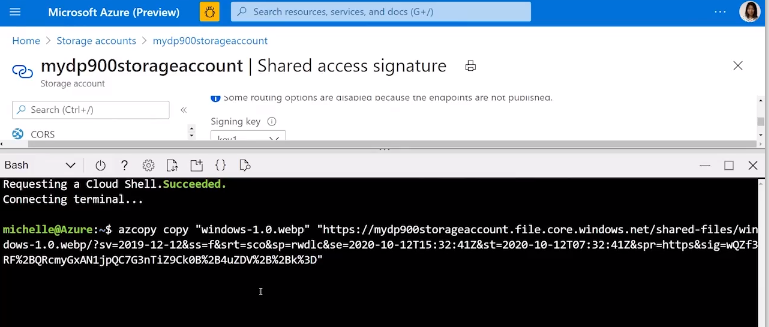 Microsoft Azure (Preview)
Search resources, services, and docs (G+/)
Home > Storage accounts > mydp900storageaccount
mydp900storageaccount | Shared access signature
Storage account
Search (Ctrl+/)
«
Some routing options are disabled because the endpoints are not published.
Signing key
key1
CORS
Bash
Requesting a Cloud Shell.Succeeded.
Connecting terminal...
michelle@Azure:~$ azcopy copy "windows-1.0.webp" "https://mydp900storageaccount.file.core.windows.net/shared-files/win
dows-1.0.webp/?sv=2019-12-12&ss=f&srt=sco&sp=rwdlc&se=2020-10-12T15:32:41Z&st=2020-10-12T07:32:41Z&spr=https&sig=wQZf3
RF%2BQRcmyGxAN1jpQC7G3nTiZ9Ck0B%2B4uZDV%2B%2Bk%3D"